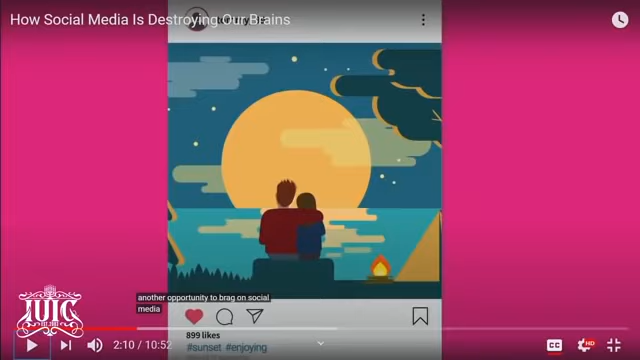 How Social Media Is Destroying Our Brains
another opportunity to brag on social
media
IUIC
899 likes
#sunset #enjoying
2:10 / 10:52
CC
HD